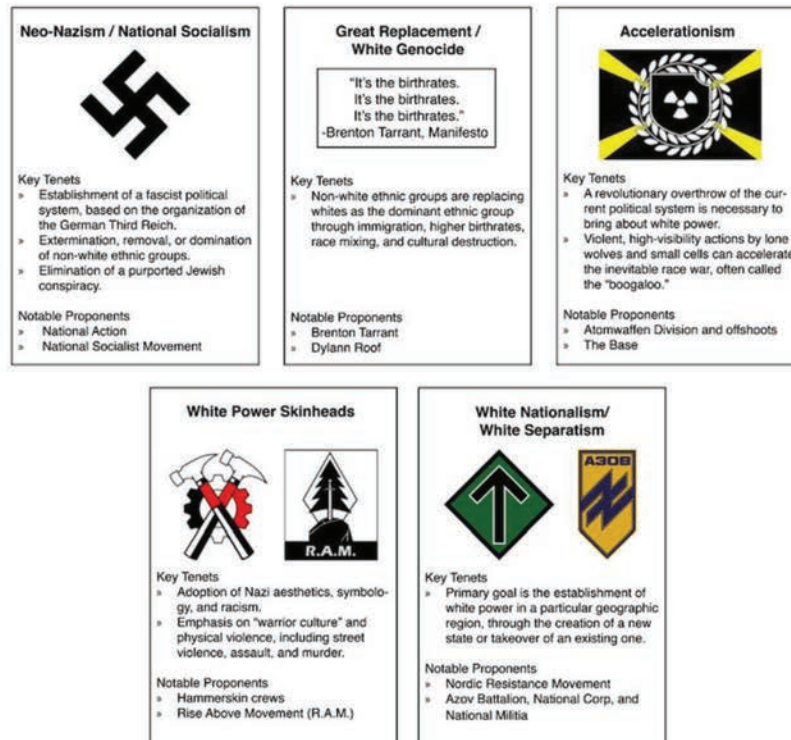 Neo-Nazism / National Socialism
Key Tenets
» Establishment of a fascist political
system, based on the organization of
the German Third Reich.
» Extermination, removal, or domination
of non-white ethnic groups.
» Elimination of a purported Jewish
conspiracy.
Notable Proponents
» National Action
» National Socialist Movement
Great Replacement /
White Genocide
“It’s the birthrates.
It’s the birthrates.
It’s the birthrates.”
-Brenton Tarrant, Manifesto
Key Tenets
» Non-white ethnic groups are replacing
whites as the dominant ethnic group
through immigration, higher birthrates,
race mixing, and cultural destruction.
Notable Proponents
» Brenton Tarrant
» Dylann Roof
Accelerationism
Key Tenets
» A revolutionary overthrow of the cur-
rent political system is necessary to
bring about white power.
» Violent, high-visibility actions by lone
wolves and small cells can accelerate
the inevitable race war, often called
the “boogaloo.”
Notable Proponents
» Atomwaffen Division and offshoots
» The Base
White Power Skinheads
R.A.M.
Key Tenets
» Adoption of Nazi aesthetics, symbolo-
gy, and racism.
» Emphasis on “warrior culture” and
physical violence, including street
violence, assault, and murder.
Notable Proponents
» Hammerskin crews
» Rise Above Movement (R.A.M.)
White Nationalism/
White Separatism
АЗОВ
Key Tenets
» Primary goal is the establishment of
white power in a particular geographic
region, through the creation of a new
state or takeover of an existing one.
Notable Proponents
» Nordic Resistance Movement
» Azov Battalion, National Corp, and
National Militia